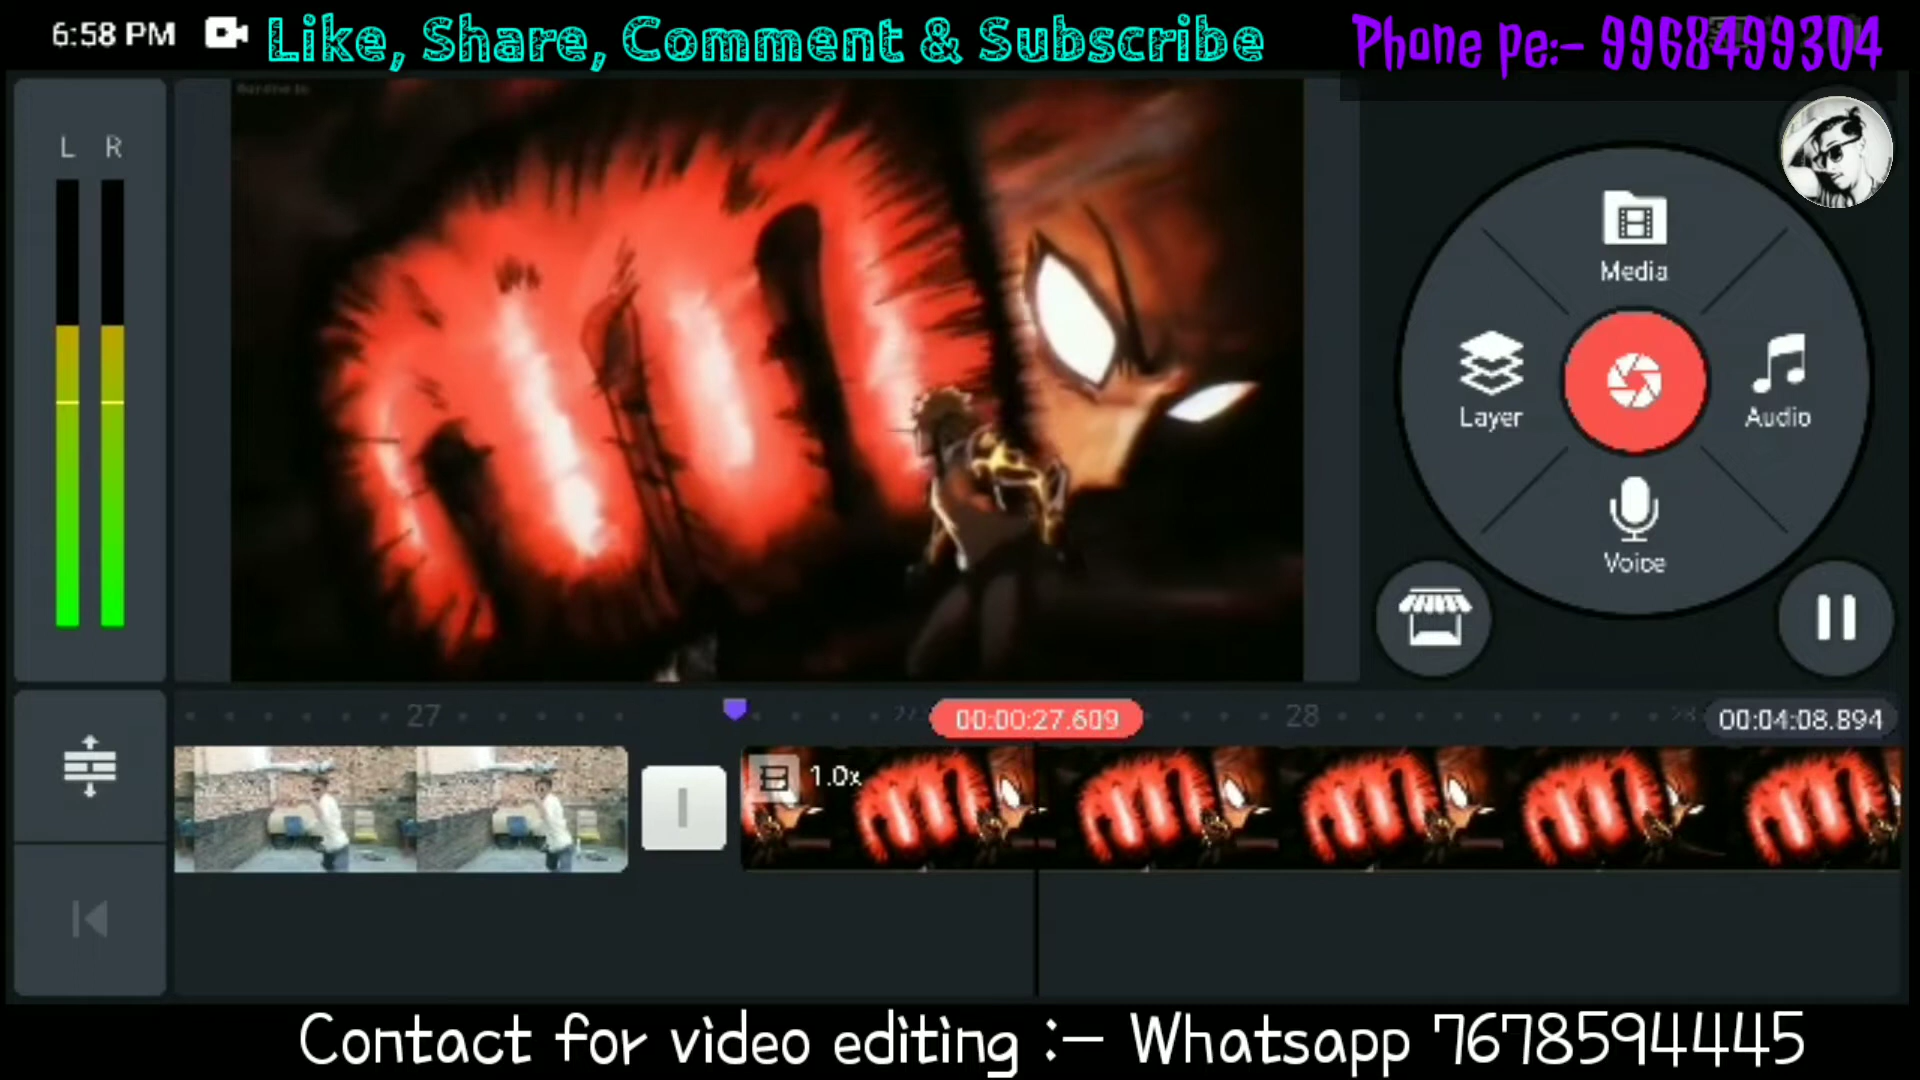 6:58 PM Like, Share, Comment & Subscribe Phone pe:- 9968499304
L R
Media
Layer
Audio
Voice
27 00:00:27.609 28 00:04:08.894
1.0x
Contact for video editing :- Whatsapp 7678594445